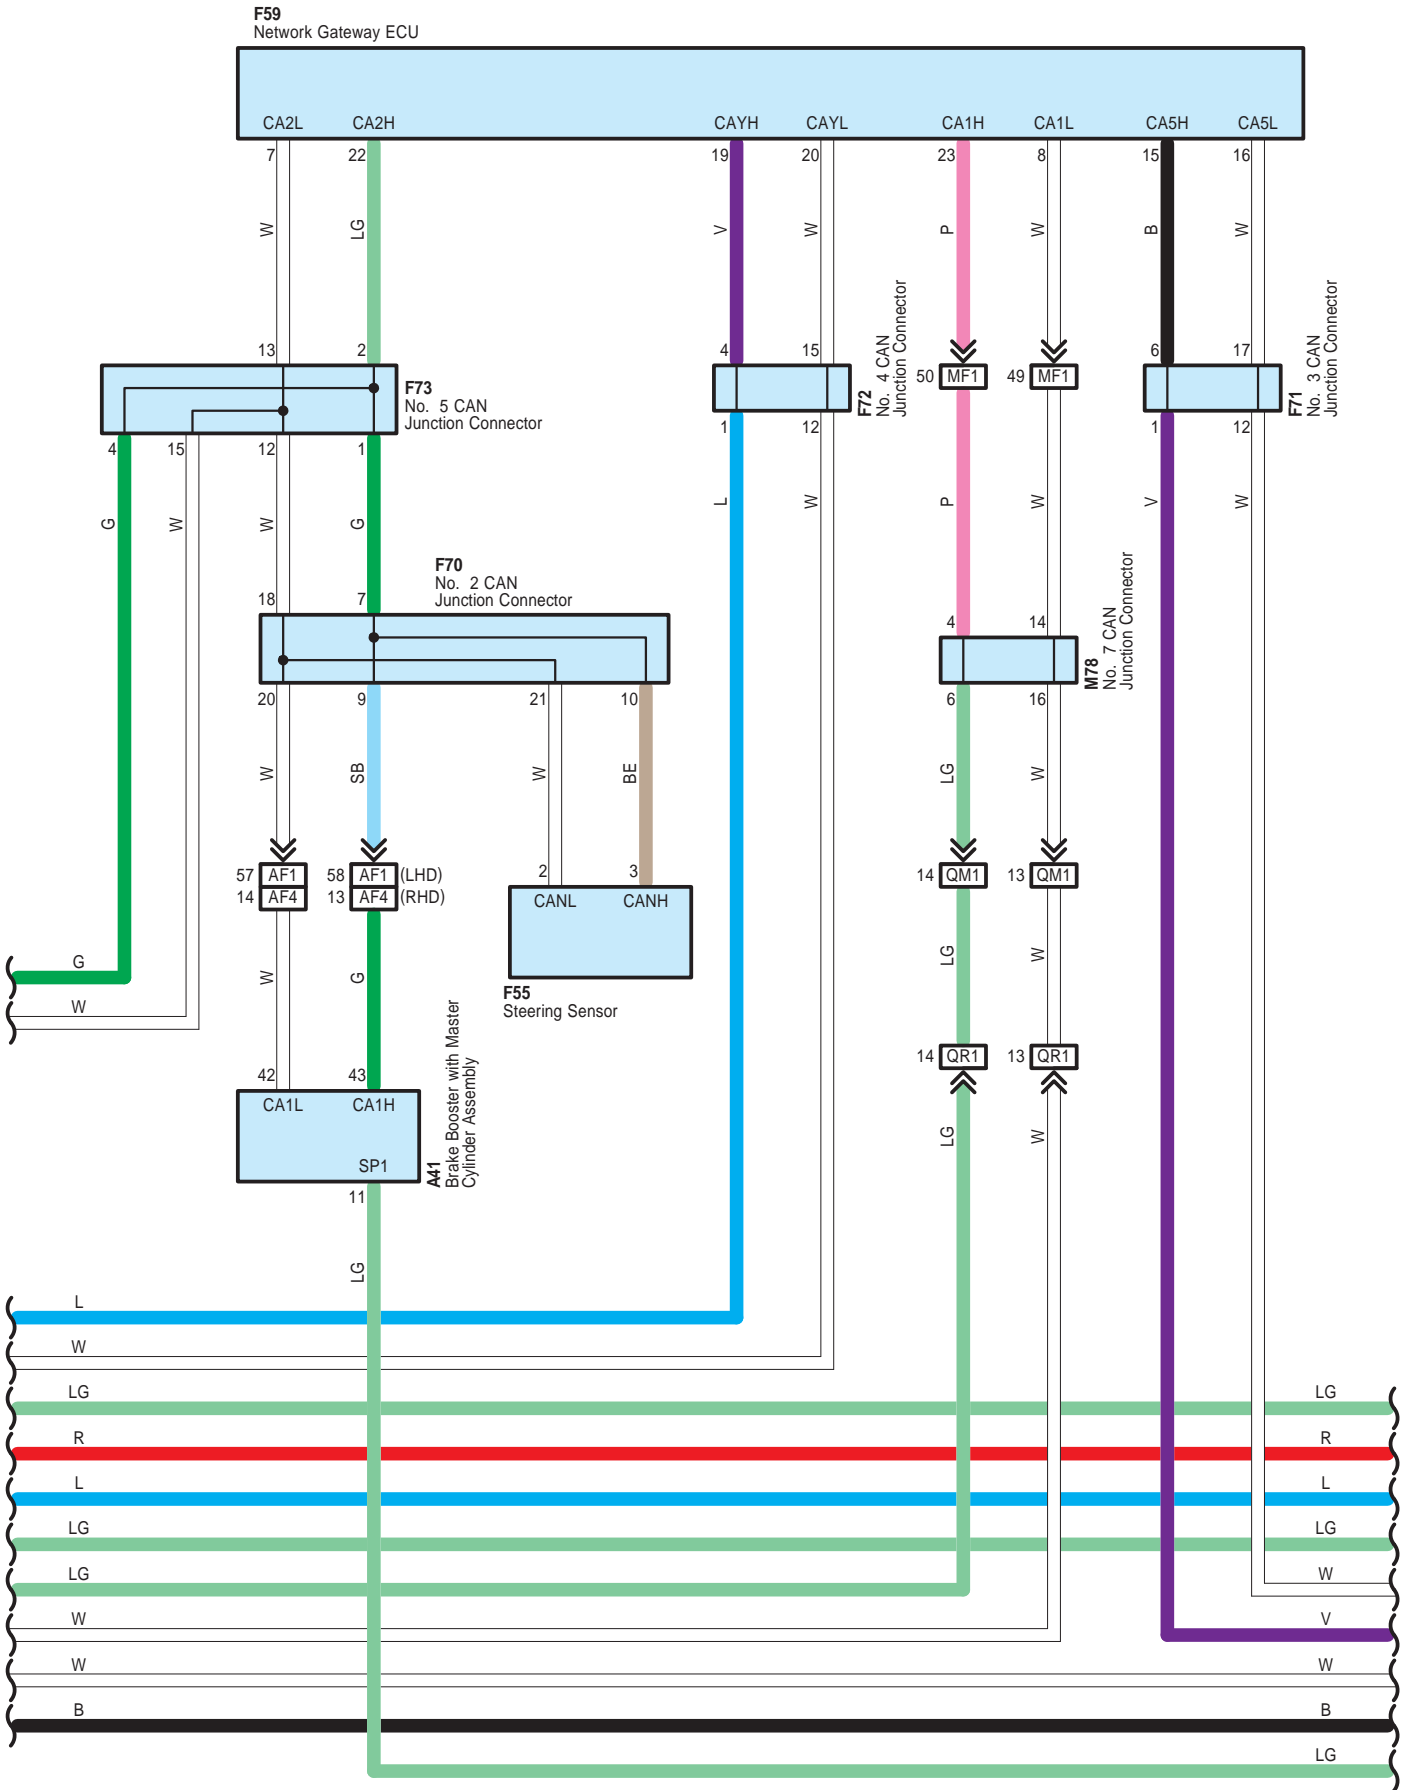 F59
Network Gateway ECU
CA2L CA2H CAYH CAYL CA1H CA1L CA5H CA5L
7 22 19 20 23 8 15 16
W LG V W P W B W
13 2 4 15 50 MF1 49 MF1 6 17
F73
No. 5 CAN
Junction Connector
F72
No. 4 CAN
Junction Connector
F71
No. 3 CAN
Junction Connector
4 15 12 1 1 12 1 12
G W W G L W P W V W
F70
No. 2 CAN
Junction Connector
18 7 4 14
M78
No. 7 CAN
Junction Connector
20 9 21 10 6 16
W SB W BE LG W
57 AF1 58 AF1 (LHD)
14 AF4 13 AF4 (RHD)
2 3 14 QM1 13 QM1
CANL CANH
F55
Steering Sensor
G
W
W G LG W
14 QR1 13 QR1
42 43
CA1L CA1H
SP1
A41
Brake Booster with Master
Cylinder Assembly
11
LG W
LG
L
W
LG LG
R R
L L
LG LG
LG W
W V
W W
B B
LG